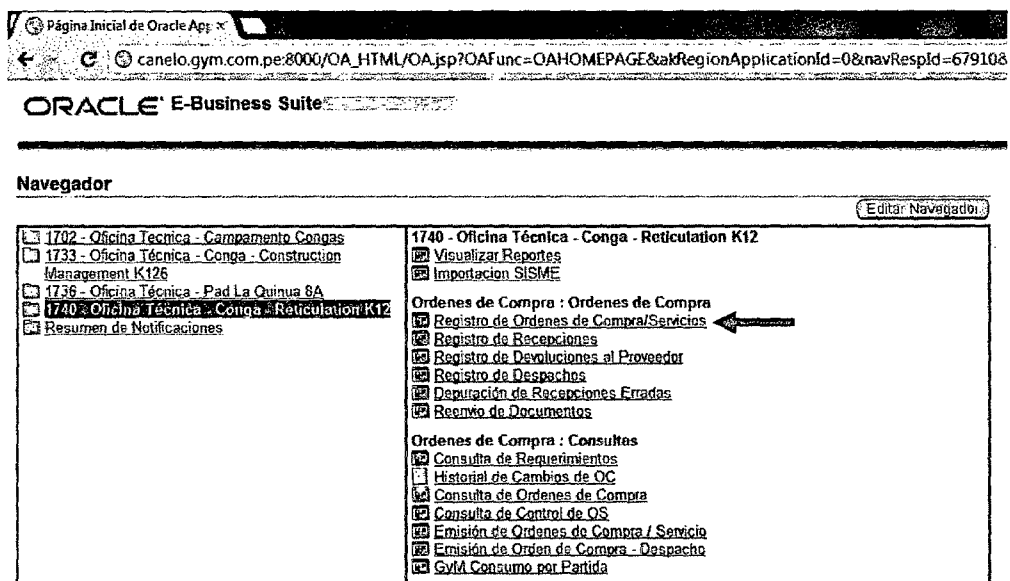 Página Inicial de Oracle App
canelo.gym.com.pe:8000/OA_HTML/OA.jsp?OAFunc=OAHOMEPAGE&akRegionApplicationId=0&navRespId=679108
ORACLE E-Business Suite
Navegador
Editar Navegador
1702 - Oficina Tecnica - Campamento Congas
1733 - Oficina Técnica - Conga - Construction
Management K126
1736 - Oficina Técnica - Pad La Quinua 8A
1740 - Oficina Técnica - Conga - Reticulation K12
Resumen de Notificaciones
1740 - Oficina Técnica - Conga - Reticulation K12
Visualizar Reportes
Importacion SISME
Ordenes de Compra : Ordenes de Compra
Registro de Ordenes de Compra/Servicios
Registro de Recepciones
Registro de Devoluciones al Proveedor
Registro de Despachos
Depuración de Recepciones Erradas
Reenvio de Documentos
Ordenes de Compra : Consultas
Consulta de Requerimientos
Historial de Cambios de OC
Consulta de Ordenes de Compra
Consulta de Control de OS
Emisión de Ordenes de Compra / Servicio
Emisión de Orden de Compra - Despacho
GyM Consumo por Partida